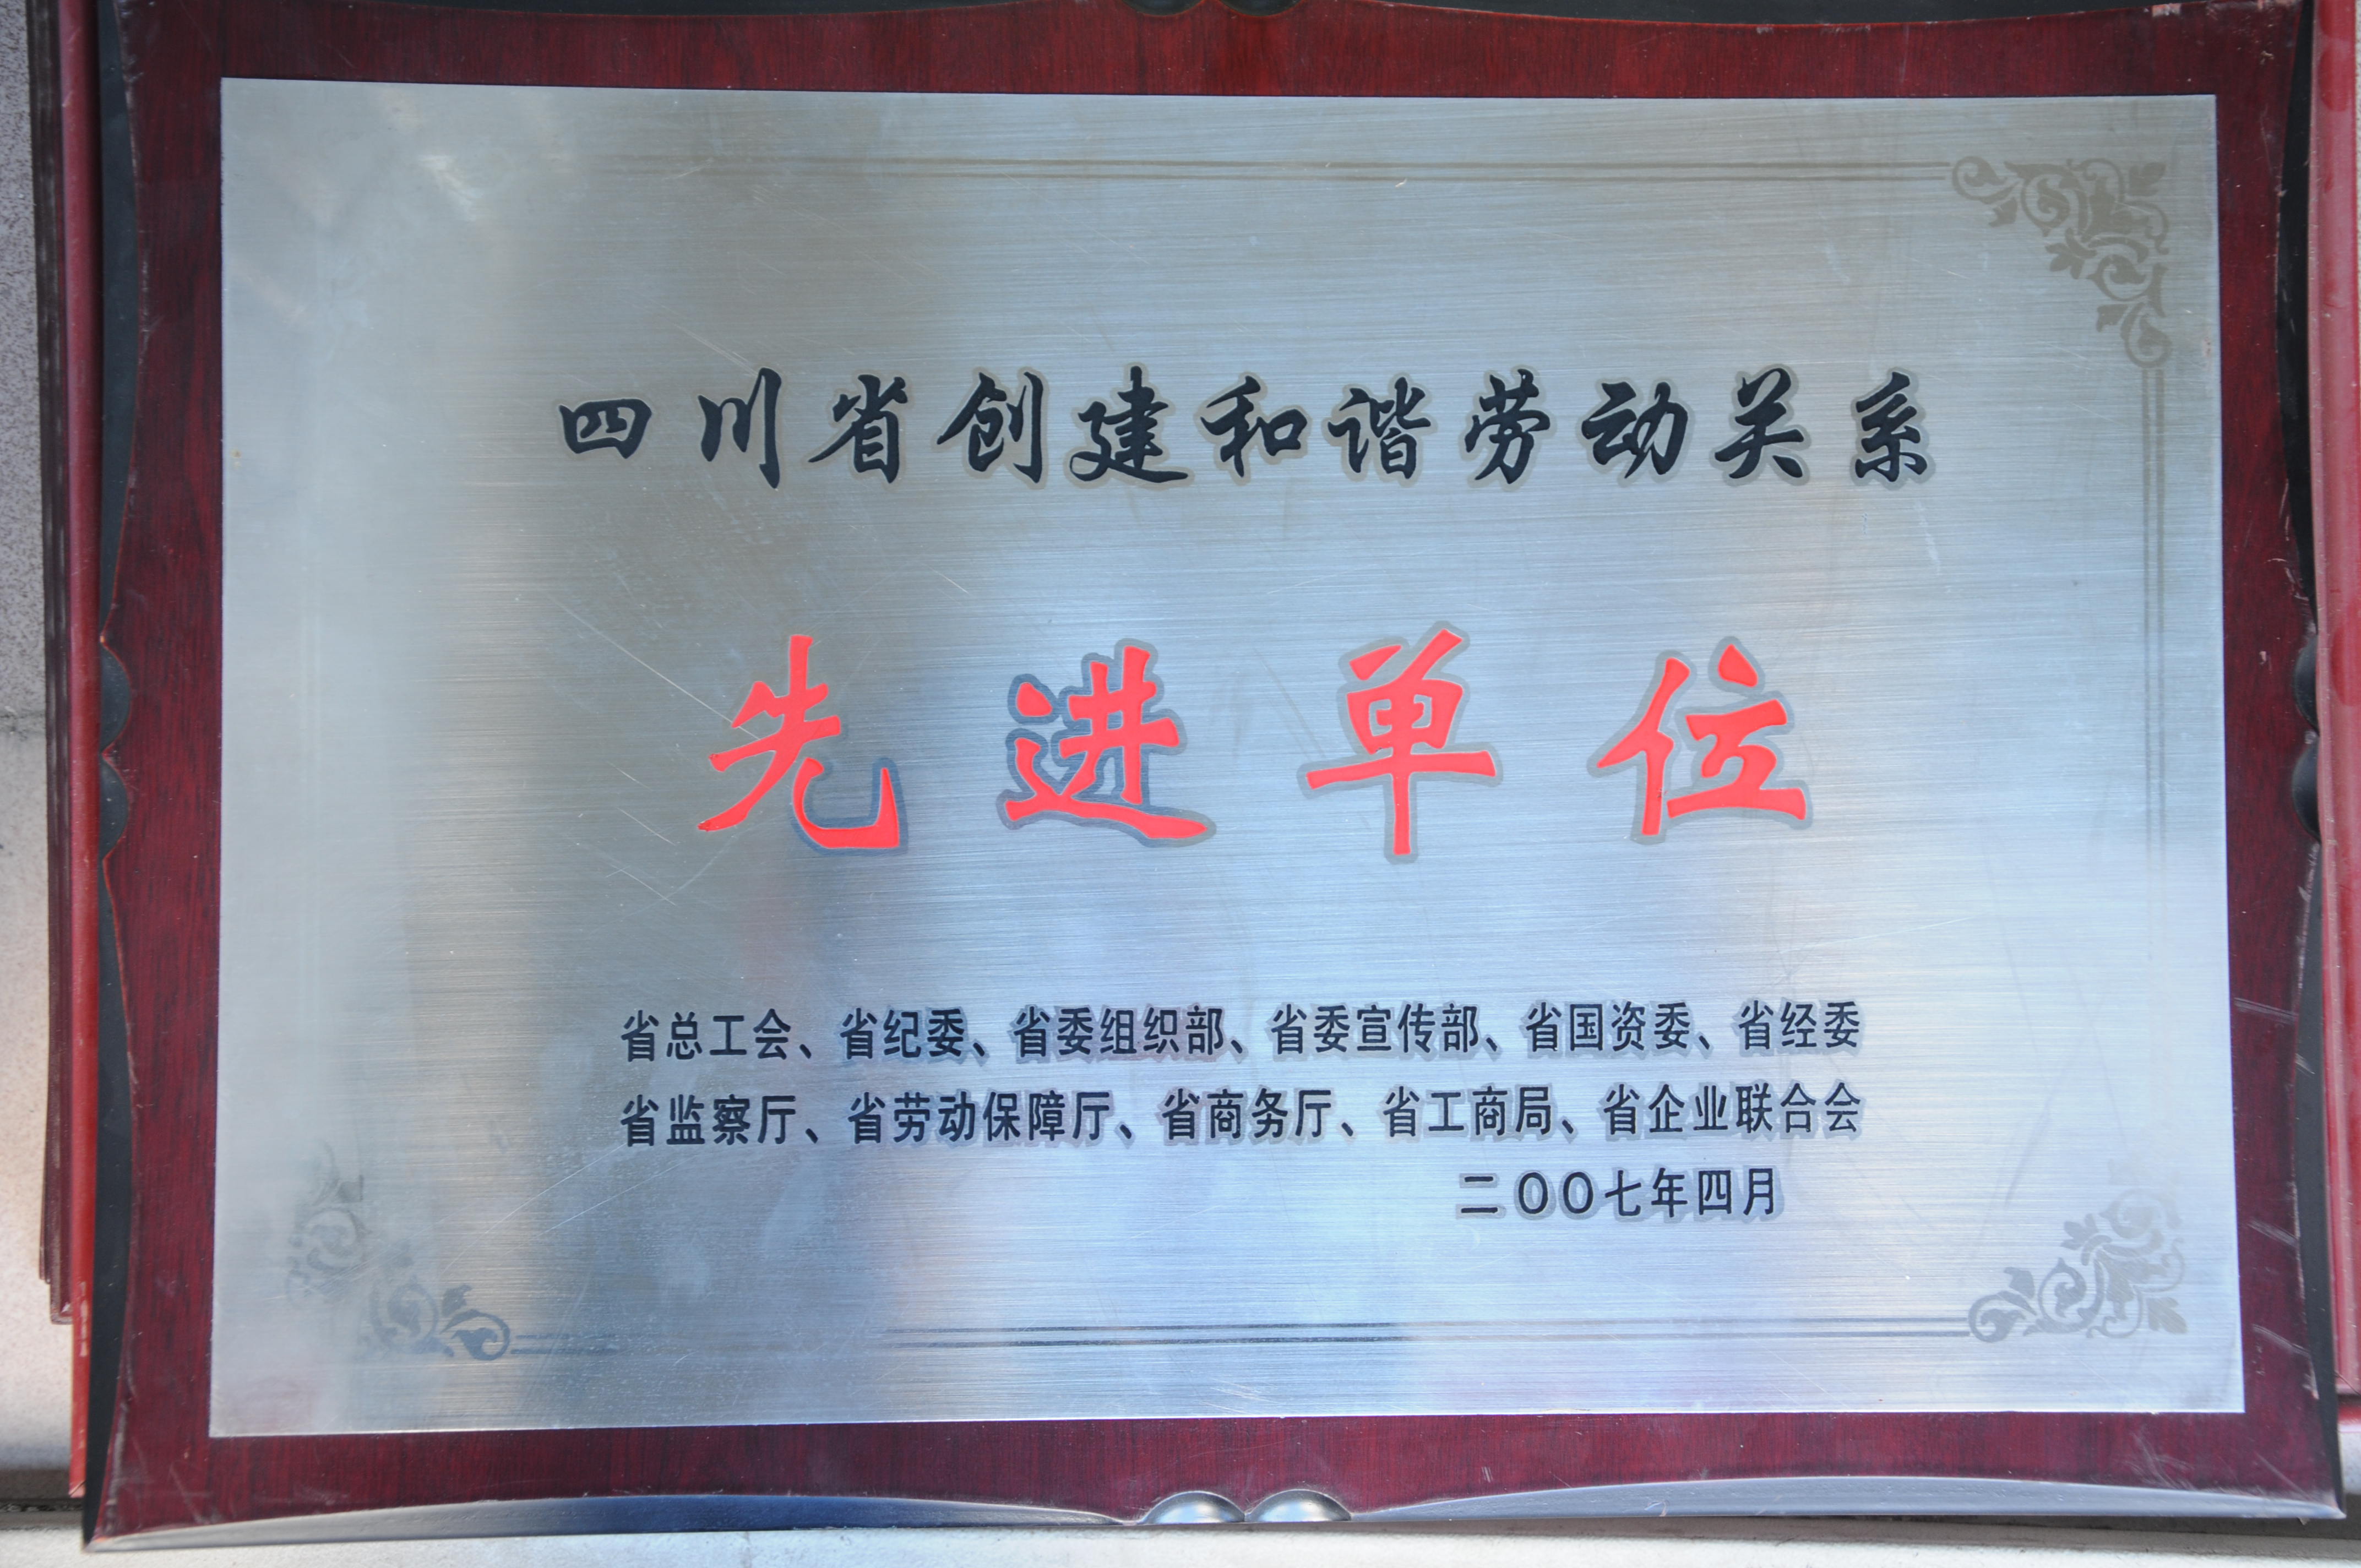 四川省创建和谐劳动关系
先进单位
省总工会、省纪委、省委组织部、省委宣传部、省国资委、省经委
省监察厅、省劳动保障厅、省商务厅、省工商局、省企业联合会
二〇〇七年四月